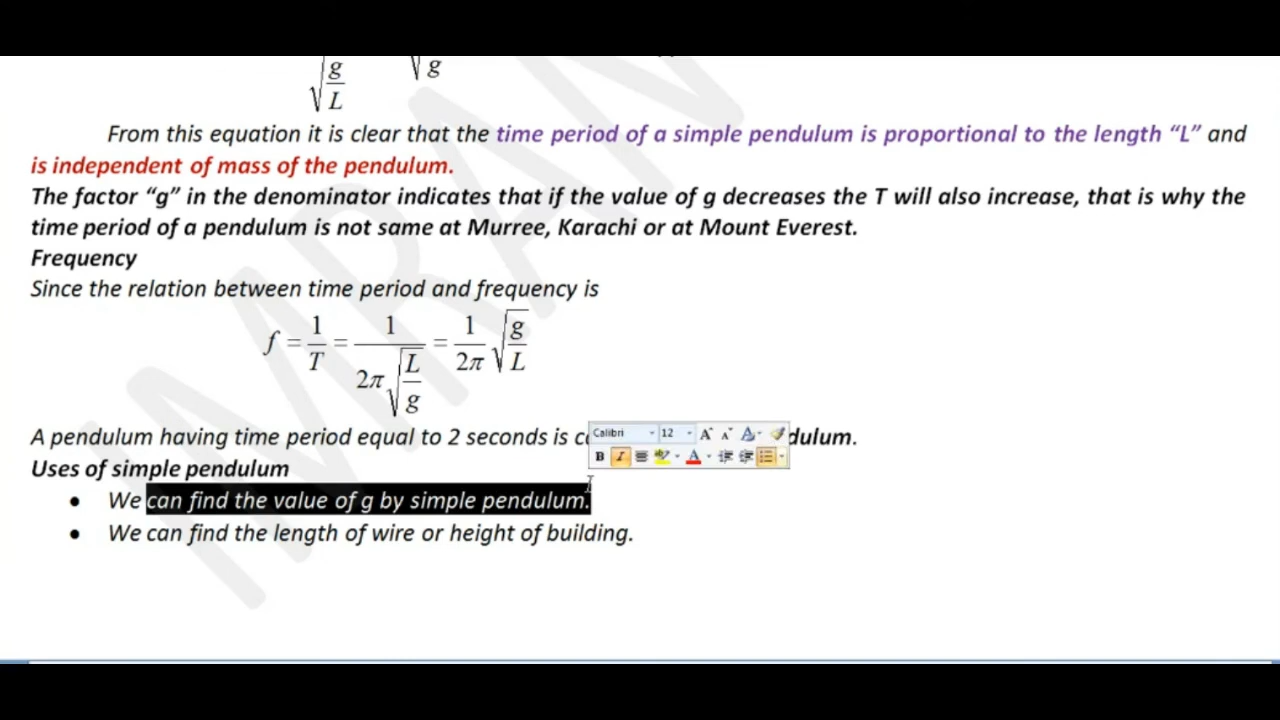 √g/L √ g
From this equation it is clear that the time period of a simple pendulum is proportional to the length “L” and
is independent of mass of the pendulum.
The factor “g” in the denominator indicates that if the value of g decreases the T will also increase, that is why the
time period of a pendulum is not same at Murree, Karachi or at Mount Everest.
Frequency
Since the relation between time period and frequency is
f = 1/T = 1/(2π√(L/g)) = 1/2π √(g/L)
A pendulum having time period equal to 2 seconds is dulum.
Calibri 12 A A A
B I A
Uses of simple pendulum
• We can find the value of g by simple pendulum.
• We can find the length of wire or height of building.
IMRAN